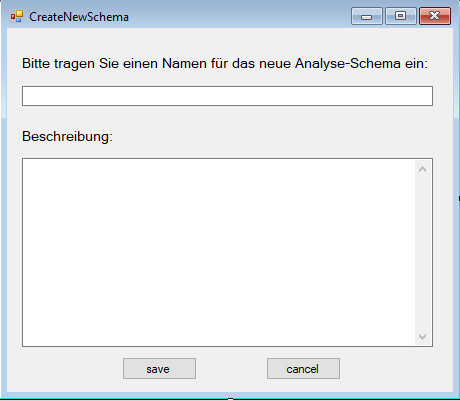 CreateNewSchema
Bitte tragen Sie einen Namen für das neue Analyse-Schema ein:
Beschreibung:
save
cancel